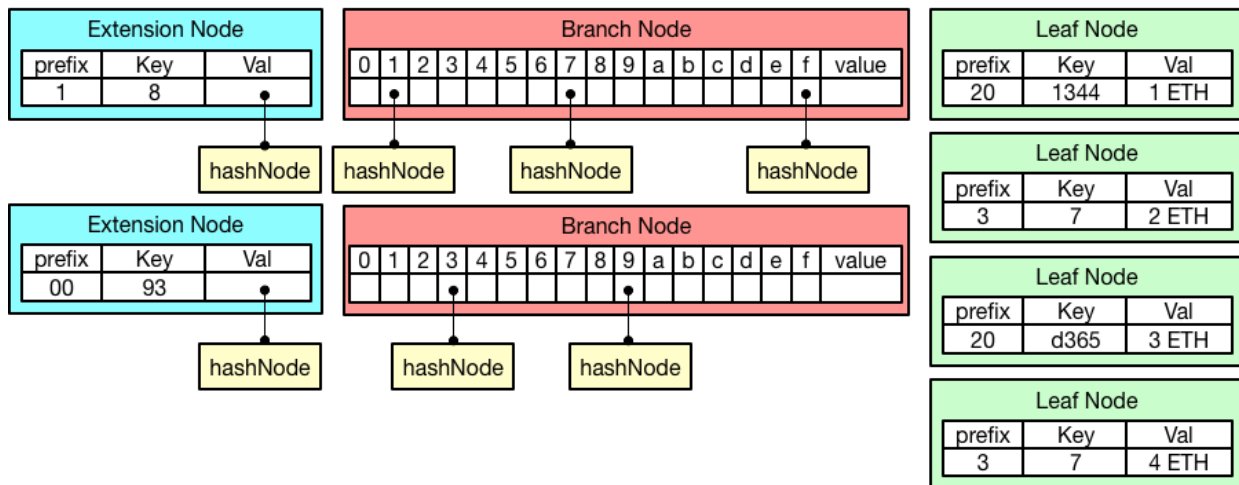 Extension Node
prefix Key Val
1 8
hashNode
Branch Node
0 1 2 3 4 5 6 7 8 9 a b c d e f value
hashNode hashNode hashNode
Leaf Node
prefix Key Val
20 1344 1 ETH
Leaf Node
prefix Key Val
3 7 2 ETH
Extension Node
prefix Key Val
00 93
hashNode
Branch Node
0 1 2 3 4 5 6 7 8 9 a b c d e f value
hashNode hashNode
Leaf Node
prefix Key Val
20 d365 3 ETH
Leaf Node
prefix Key Val
3 7 4 ETH